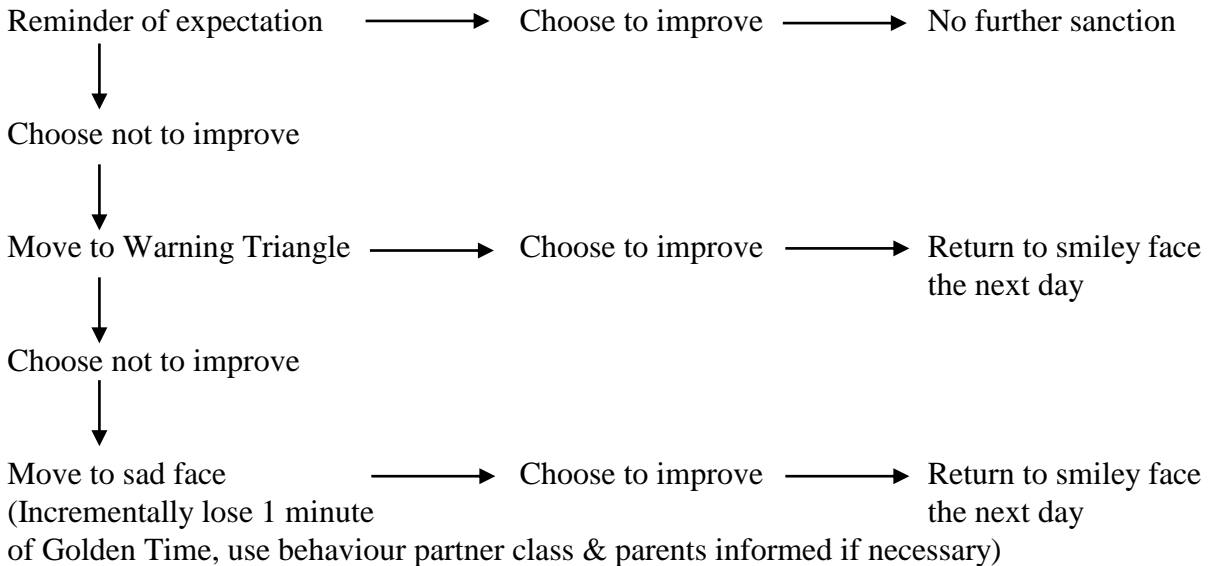 Reminder of expectation Choose to improve No further sanction
Choose not to improve
Move to Warning Triangle Choose to improve Return to smiley face
the next day
Choose not to improve
Move to sad face Choose to improve Return to smiley face
(Incrementally lose 1 minute the next day
of Golden Time, use behaviour partner class & parents informed if necessary)